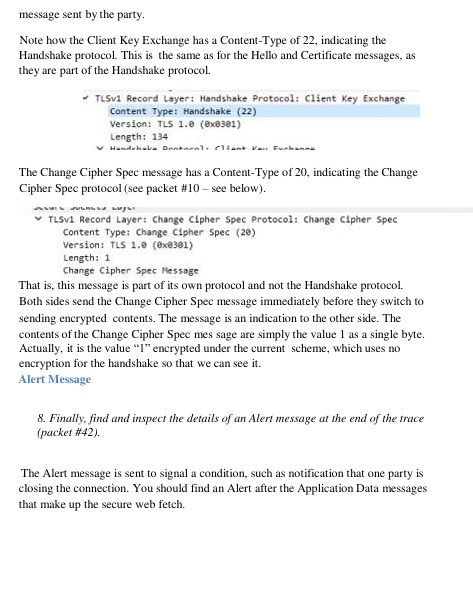 message sent by the party.
Note how the Client Key Exchange has a Content-Type of 22, indicating the
Handshake protocol. This is the same as for the Hello and Certificate messages, as
they are part of the Handshake protocol.
TLSv1 Record Layer: Handshake Protocol: Client Key Exchange
Content Type: Handshake (22)
Version: TLS 1.0 (0x0301)
Length: 134
Handshake Protocol: Client Key Exchange
The Change Cipher Spec message has a Content-Type of 20, indicating the Change
Cipher Spec protocol (see packet #10 – see below).
Secure Sockets Layer
TLSv1 Record Layer: Change Cipher Spec Protocol: Change Cipher Spec
Content Type: Change Cipher Spec (20)
Version: TLS 1.0 (0x0301)
Length: 1
Change Cipher Spec Message
That is, this message is part of its own protocol and not the Handshake protocol.
Both sides send the Change Cipher Spec message immediately before they switch to
sending encrypted contents. The message is an indication to the other side. The
contents of the Change Cipher Spec mes sage are simply the value 1 as a single byte.
Actually, it is the value “1” encrypted under the current scheme, which uses no
encryption for the handshake so that we can see it.
Alert Message
8. Finally, find and inspect the details of an Alert message at the end of the trace
(packet #42).
The Alert message is sent to signal a condition, such as notification that one party is
closing the connection. You should find an Alert after the Application Data messages
that make up the secure web fetch.